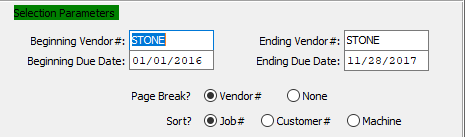 Selection Parameters
Beginning Vendor#: STONE Ending Vendor#: STONE
Beginning Due Date: 01/01/2016 Ending Due Date: 11/28/2017
Page Break? Vendor# None
Sort? Job# Customer# Machine